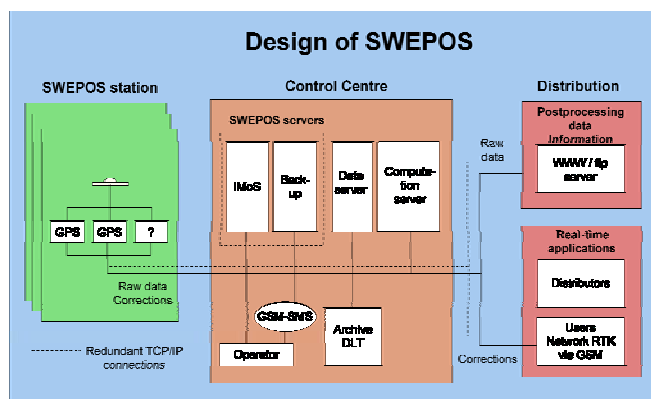 Design of SWEPOS
SWEPOS station
Control Centre
Distribution
SWEPOS servers
IMoS
Back-
up
Data
server
Computa-
tion
server
GPS
GPS
?
Raw data
Corrections
GSM-SMS
Operator
Archive
DLT
Redundant TCP/IP
connections
Raw
data
Corrections
Postprocessing
data
Information
WWW / ftp
server
Real-time
applications
Distributors
Users
Network RTK
via GSM